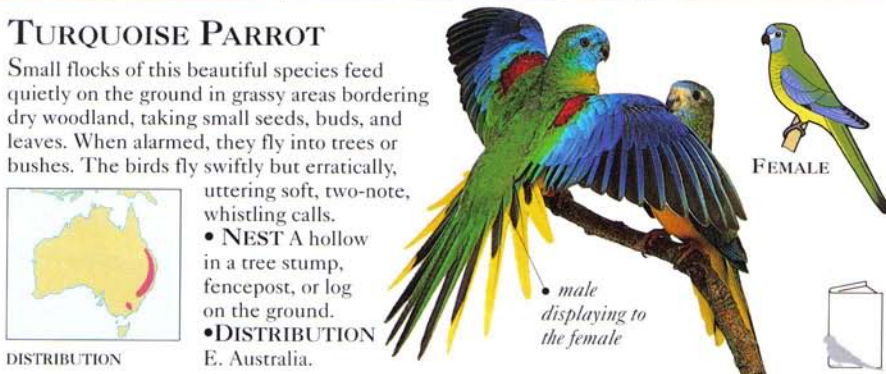 TURQUOISE PARROT
Small flocks of this beautiful species feed
quietly on the ground in grassy areas bordering
dry woodland, taking small seeds, buds, and
leaves. When alarmed, they fly into trees or
bushes. The birds fly swiftly but erratically,
uttering soft, two-note,
whistling calls.
• NEST A hollow
in a tree stump,
fencepost, or log
on the ground.
•DISTRIBUTION
E. Australia.
DISTRIBUTION
• male
displaying to
the female
FEMALE